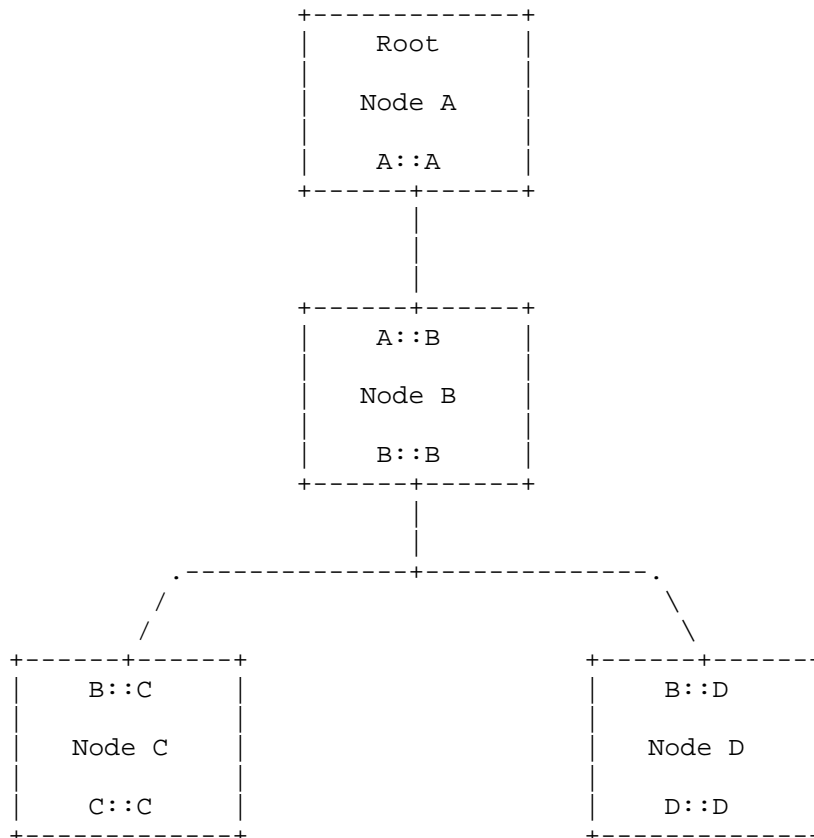 Root
Node A
A::A
A::B
Node B
B::B
B::C
B::D
Node C
Node D
C::C
D::D